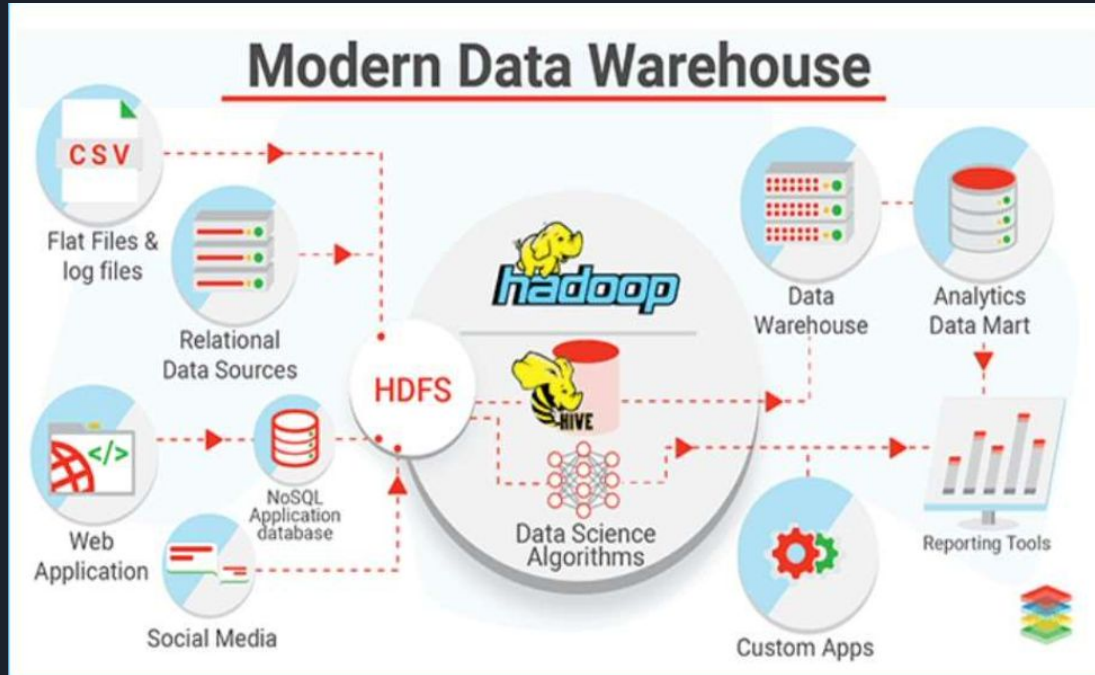 Modern Data Warehouse
CSV
Flat Files &
log files
Relational
Data Sources
Web
Application
NoSQL
Application
database
Social Media
HDFS
hadoop
HIVE
Data Science
Algorithms
Data
Warehouse
Analytics
Data Mart
</>
Reporting Tools
Custom Apps